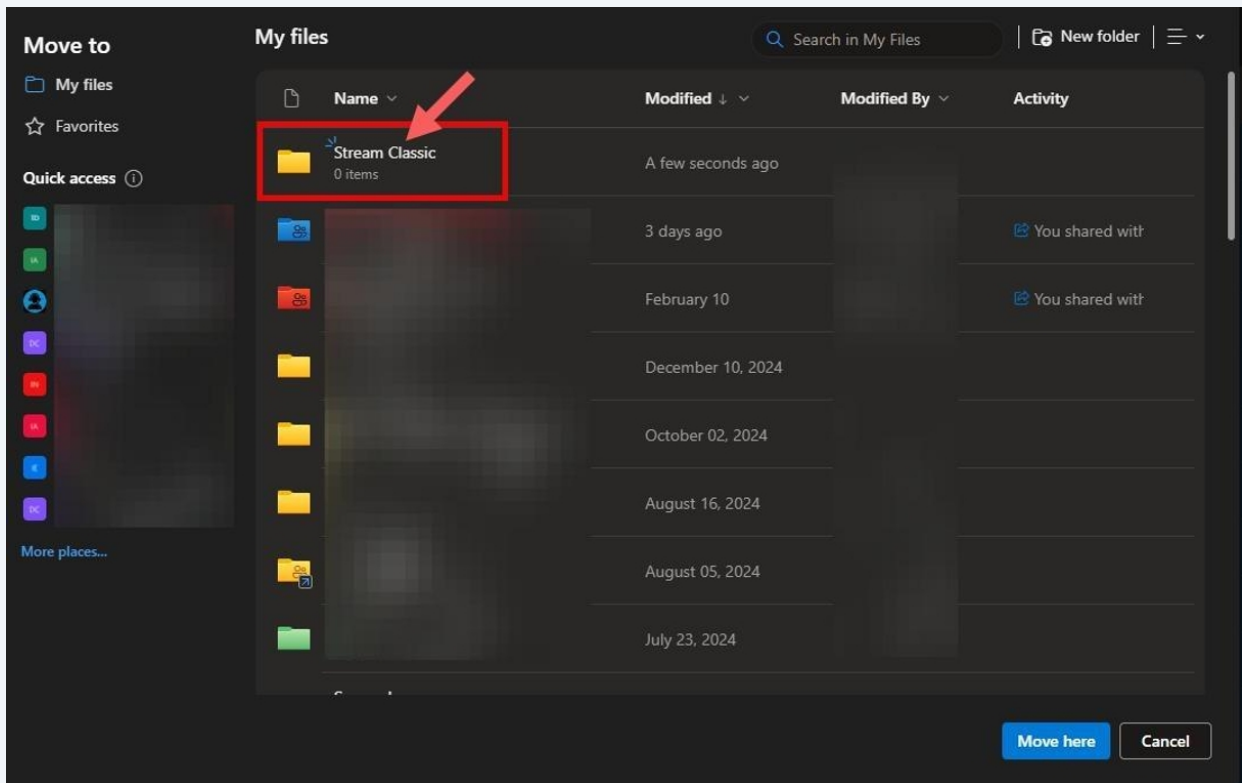 Move to
My files
Favorites
Quick access
More places...
My files
Search in My Files
New folder
Name
Modified
Modified By
Activity
Stream Classic
0 items
A few seconds ago
3 days ago
You shared with
February 10
You shared with
December 10, 2024
October 02, 2024
August 16, 2024
August 05, 2024
July 23, 2024
Move here
Cancel